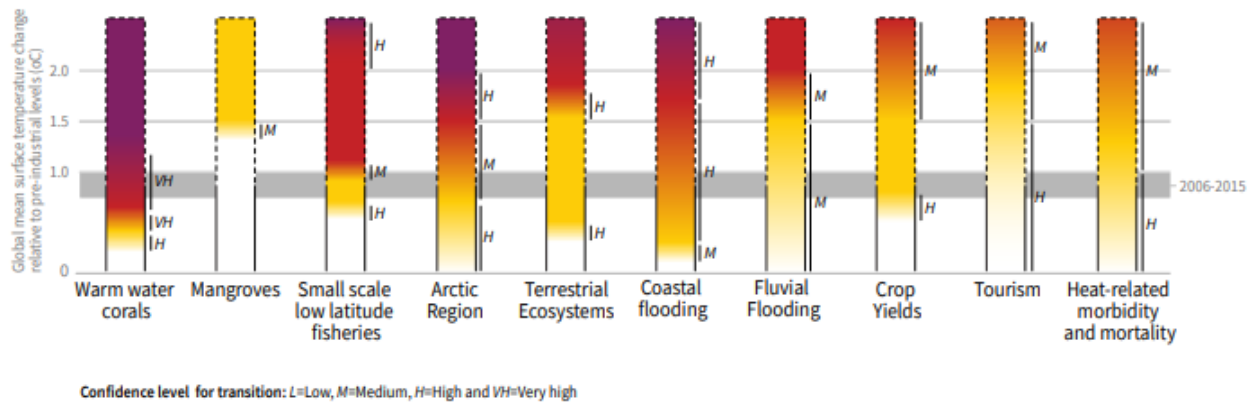 Global mean surface temperature change
relative to pre-industrial levels (oC)
2.0
1.5
1.0
0
VH
VH
H
M
H
M
H
H
M
H
H
H
H
H
M
M
M
M
H
M
H
M
H
2006-2015
Warm water
corals
Mangroves
Small scale
low latitude
fisheries
Arctic
Region
Terrestrial
Ecosystems
Coastal
flooding
Fluvial
Flooding
Crop
Yields
Tourism
Heat-related
morbidity
and mortality
Confidence level for transition: L=Low, M=Medium, H=High and VH=Very high